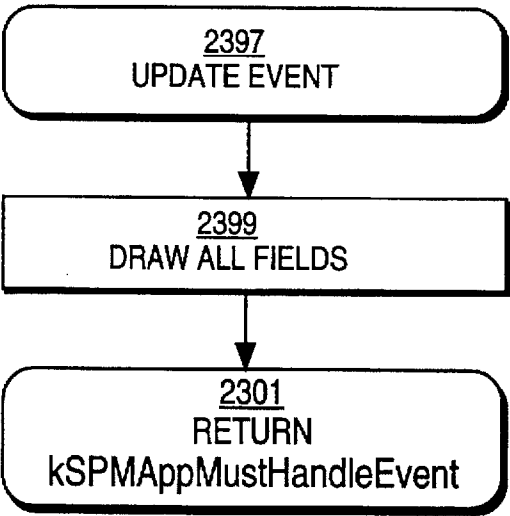 2397
UPDATE EVENT
2399
DRAW ALL FIELDS
2301
RETURN
kSPMAppMustHandleEvent